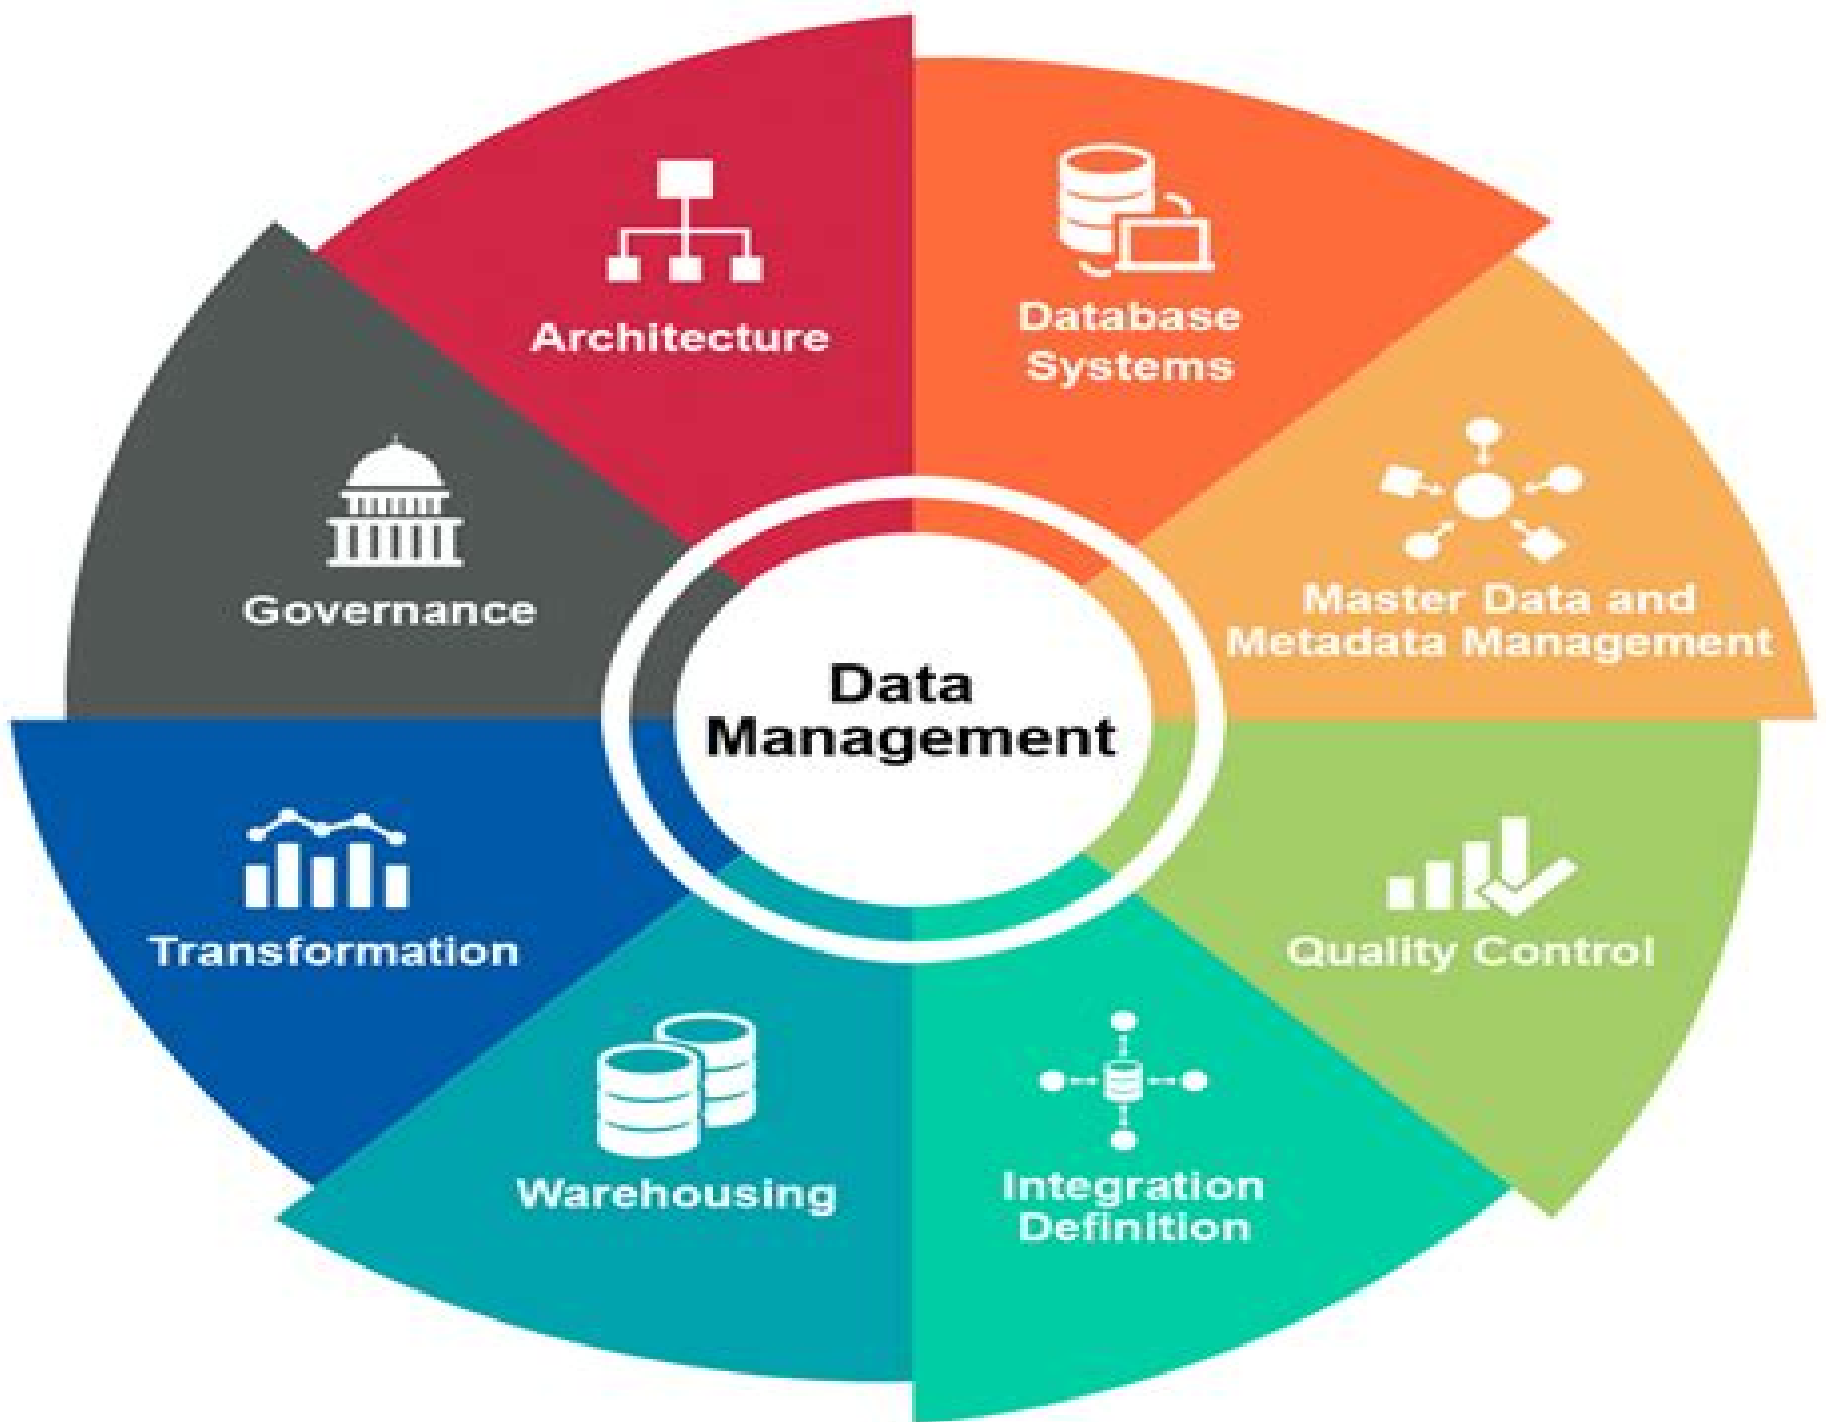 Architecture
Database
Systems
Master Data and
Metadata Management
Quality Control
Integration
Definition
Warehousing
Transformation
Governance
Data
Management